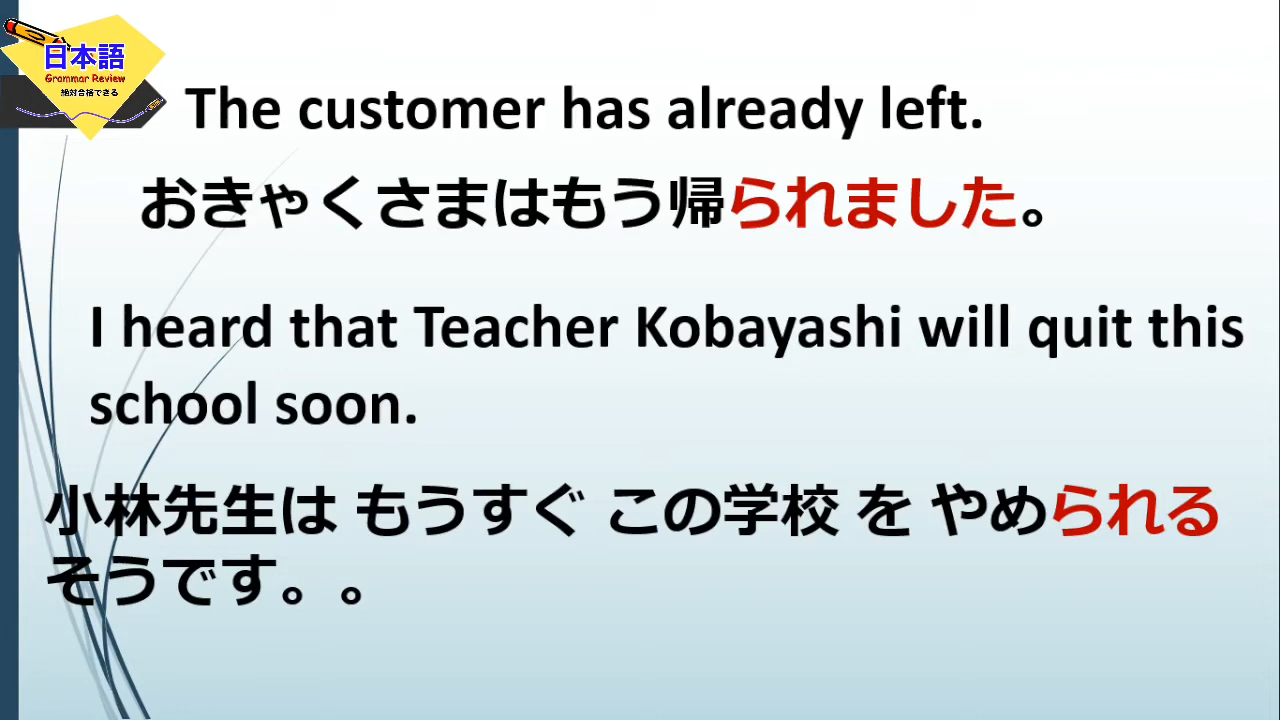 日本語
Grammar Review
絶対合格できる
The customer has already left.
おきゃくさまはもう帰られました。
I heard that Teacher Kobayashi will quit this
school soon.
小林先生は もうすぐ この学校 を やめられる
そうです。。